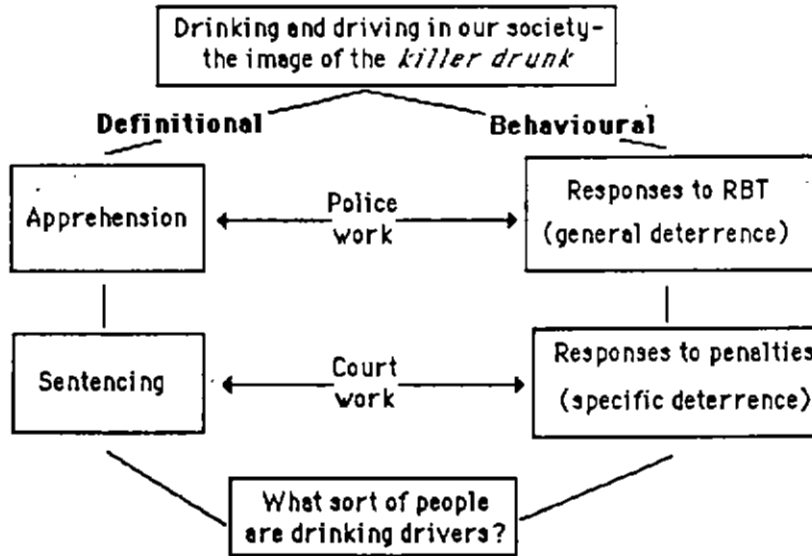 Drinking and driving in our society-
the image of the killer drunk
Definitional
Behavioural
Apprehension
Police
work
Responses to RBT
(general deterrence)
Sentencing
Court
work
Responses to penalties
(specific deterrence)
What sort of people
are drinking drivers?